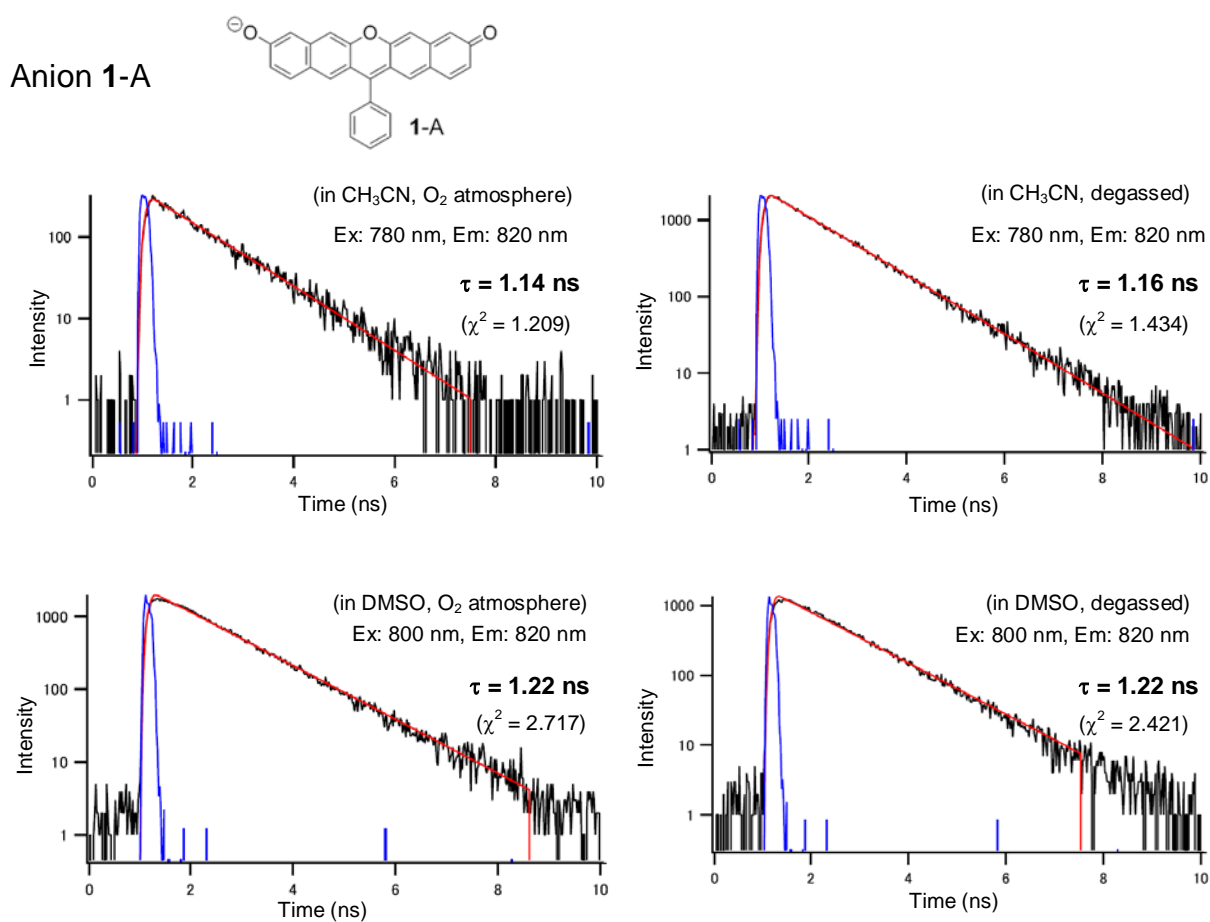 ⊖O
O
O
Anion 1-A
1-A
(in CH₃CN, O₂ atmosphere)
Ex: 780 nm, Em: 820 nm
τ = 1.14 ns
(χ² = 1.209)
Intensity
100
10
1
0 2 4 6 8 10
Time (ns)
(in CH₃CN, degassed)
Ex: 780 nm, Em: 820 nm
τ = 1.16 ns
(χ² = 1.434)
Intensity
1000
100
10
1
0 2 4 6 8 10
Time (ns)
(in DMSO, O₂ atmosphere)
Ex: 800 nm, Em: 820 nm
τ = 1.22 ns
(χ² = 2.717)
Intensity
1000
100
10
1
0 2 4 6 8 10
Time (ns)
(in DMSO, degassed)
Ex: 800 nm, Em: 820 nm
τ = 1.22 ns
(χ² = 2.421)
Intensity
1000
100
10
1
0 2 4 6 8 10
Time (ns)